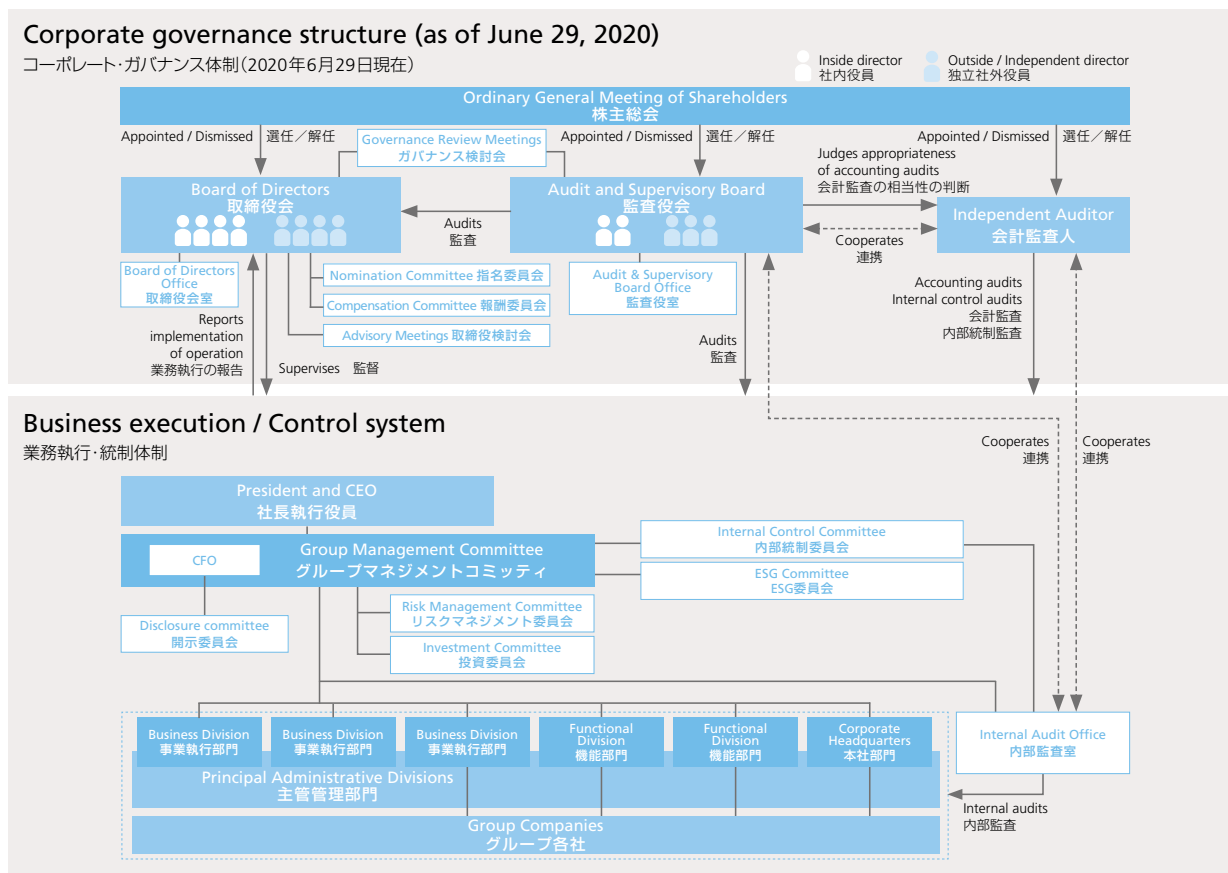 Corporate governance structure (as of June 29, 2020)
コーポレート・ガバナンス体制(2020年6月29日現在)
Inside director
社内役員
Outside / Independent director
独立社外役員
Ordinary General Meeting of Shareholders
株主総会
Appointed / Dismissed
選任／解任
Governance Review Meetings
ガバナンス検討会
Appointed / Dismissed
選任／解任
Appointed / Dismissed
選任／解任
Judges appropriateness
of accounting audits
会計監査の相当性の判断
Board of Directors
取締役会
Audits
監査
Audit and Supervisory Board
監査役会
Cooperates
連携
Independent Auditor
会計監査人
Board of Directors
Office
取締役会室
Nomination Committee 指名委員会
Compensation Committee 報酬委員会
Advisory Meetings 取締役検討会
Audit & Supervisory
Board Office
監査役室
Accounting audits
Internal control audits
会計監査
内部統制監査
Reports
implementation
of operation
業務執行の報告
Supervises 監督
Audits
監査
Business execution / Control system
業務執行・統制体制
Cooperates
連携
Cooperates
連携
President and CEO
社長執行役員
CFO
Group Management Committee
グループマネジメントコミッティ
Internal Control Committee
内部統制委員会
ESG Committee
ESG委員会
Disclosure committee
開示委員会
Risk Management Committee
リスクマネジメント委員会
Investment Committee
投資委員会
Business Division
事業執行部門
Business Division
事業執行部門
Business Division
事業執行部門
Functional
Division
機能部門
Functional
Division
機能部門
Corporate
Headquarters
本社部門
Internal Audit Office
内部監査室
Principal Administrative Divisions
主管管理部門
Internal audits
内部監査
Group Companies
グループ各社